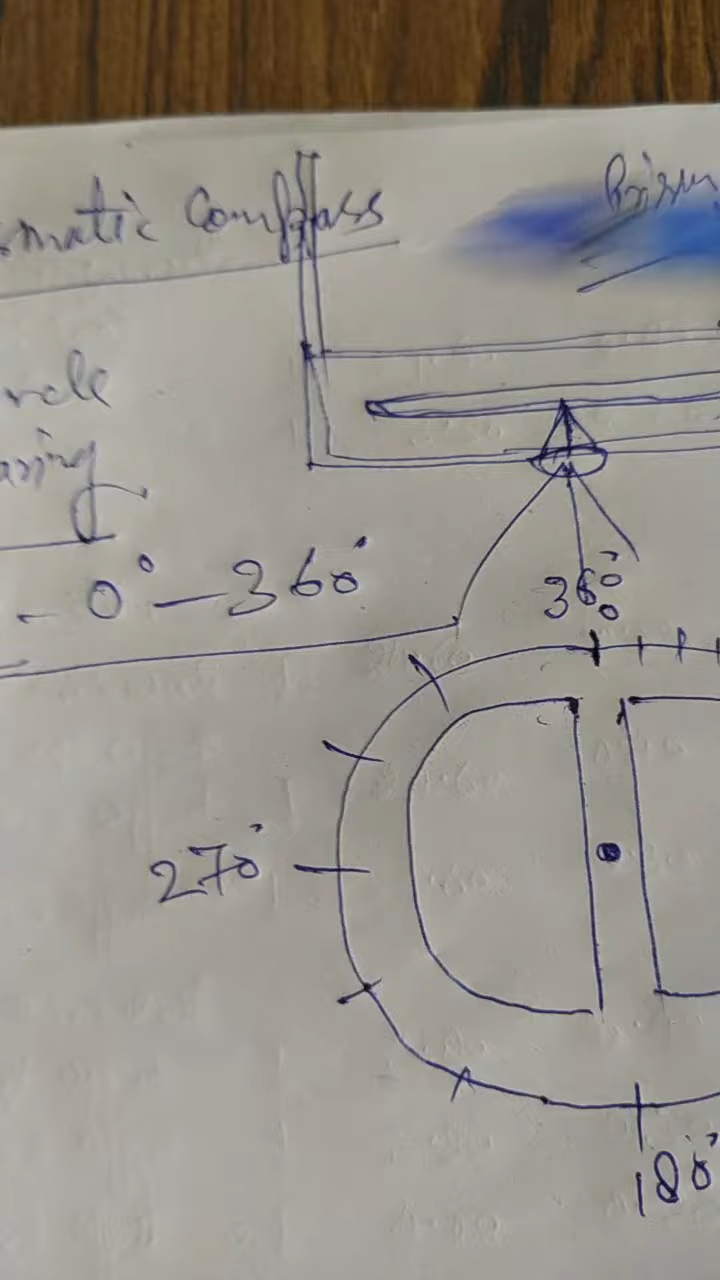 matic Compass
Prism
rcle
aring
- 0° - 360°
360°
270°
180°